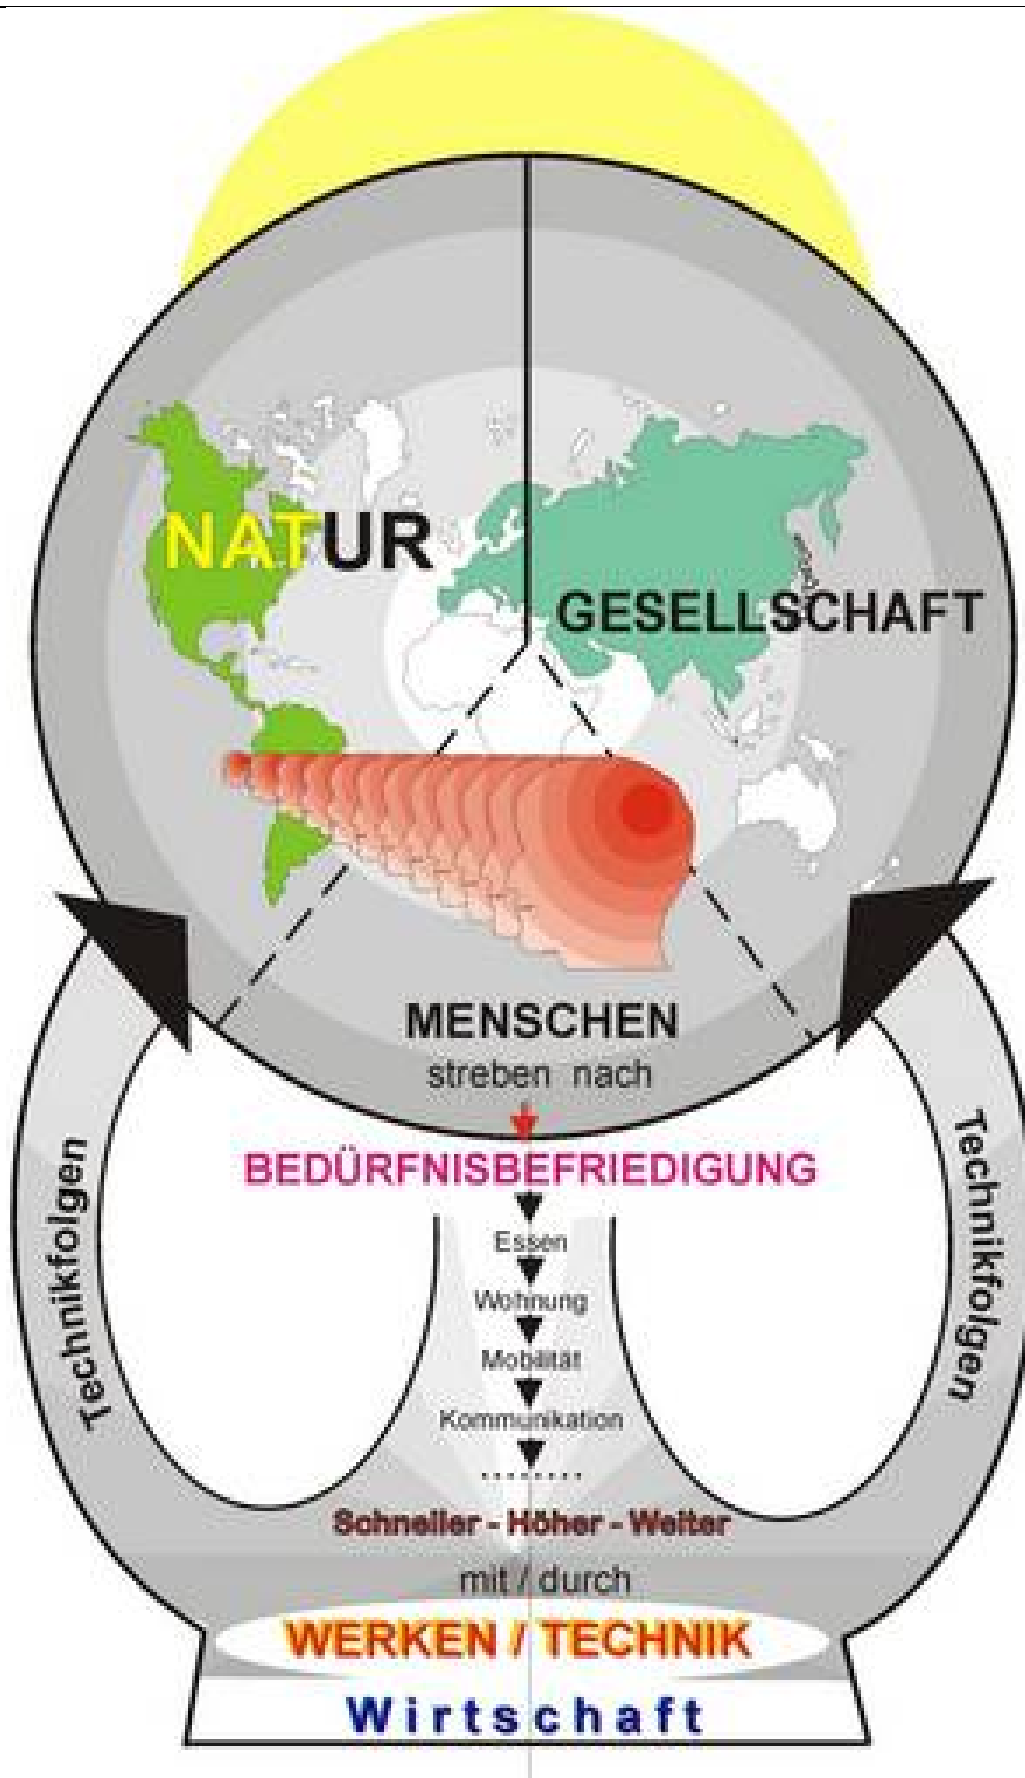 NATUR
GESELLSCHAFT
MENSCHEN
streben nach
BEDÜRFNISBEFRIEDIGUNG
Essen
Wohnung
Mobilität
Kommunikation
..........
Technikfolgen
Technikfolgen
Schneller - Höher - Weiter
mit / durch
WERKEN / TECHNIK
Wirtschaft